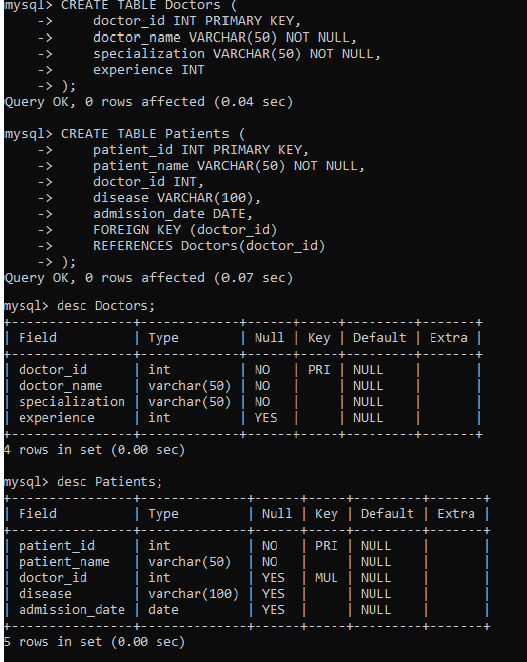 mysql> CREATE TABLE Doctors (
    ->     doctor_id INT PRIMARY KEY,
    ->     doctor_name VARCHAR(50) NOT NULL,
    ->     specialization VARCHAR(50) NOT NULL,
    ->     experience INT
    -> );
Query OK, 0 rows affected (0.04 sec)

mysql> CREATE TABLE Patients (
    ->     patient_id INT PRIMARY KEY,
    ->     patient_name VARCHAR(50) NOT NULL,
    ->     doctor_id INT,
    ->     disease VARCHAR(100),
    ->     admission_date DATE,
    ->     FOREIGN KEY (doctor_id)
    ->     REFERENCES Doctors(doctor_id)
    -> );
Query OK, 0 rows affected (0.07 sec)

mysql> desc Doctors;
+----------------+-------------+------+-----+---------+-------+
| Field          | Type        | Null | Key | Default | Extra |
+----------------+-------------+------+-----+---------+-------+
| doctor_id      | int         | NO   | PRI | NULL    |       |
| doctor_name    | varchar(50) | NO   |     | NULL    |       |
| specialization | varchar(50) | NO   |     | NULL    |       |
| experience     | int         | YES  |     | NULL    |       |
+----------------+-------------+------+-----+---------+-------+
4 rows in set (0.00 sec)

mysql> desc Patients;
+----------------+--------------+------+-----+---------+-------+
| Field          | Type         | Null | Key | Default | Extra |
+----------------+--------------+------+-----+---------+-------+
| patient_id     | int          | NO   | PRI | NULL    |       |
| patient_name   | varchar(50)  | NO   |     | NULL    |       |
| doctor_id      | int          | YES  | MUL | NULL    |       |
| disease        | varchar(100) | YES  |     | NULL    |       |
| admission_date | date         | YES  |     | NULL    |       |
+----------------+--------------+------+-----+---------+-------+
5 rows in set (0.00 sec)